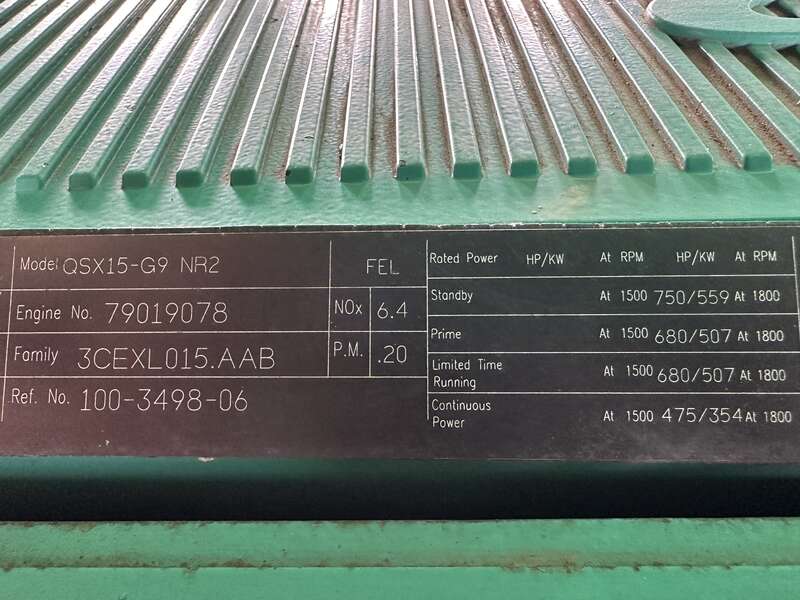 Model QSX15-G9 NR2
FEL
Engine No. 79019078
NOx 6.4
Family 3CEXL015.AAB
P.M. .20
Ref. No. 100-3498-06
Rated Power HP/KW At RPM HP/KW At RPM
Standby At 1500 750/559 At 1800
Prime At 1500 680/507 At 1800
Limited Time
Running At 1500 680/507 At 1800
Continuous
Power At 1500 475/354 At 1800